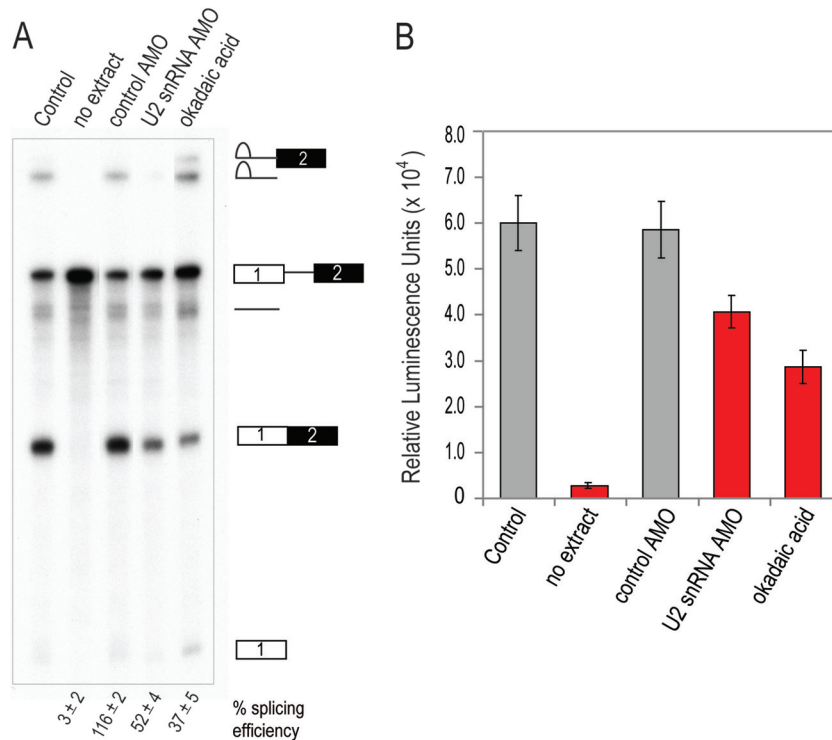 A
Control
no extract
control AMO
U2 snRNA AMO
okadaic acid
2
1 2
1 2
1
3 ± 2
116 ± 2
52 ± 4
37 ± 5
% splicing
efficiency
B
Relative Luminescence Units (x 10⁴)
8.0
7.0
6.0
5.0
4.0
3.0
2.0
1.0
0
Control
no extract
control AMO
U2 snRNA AMO
okadaic acid